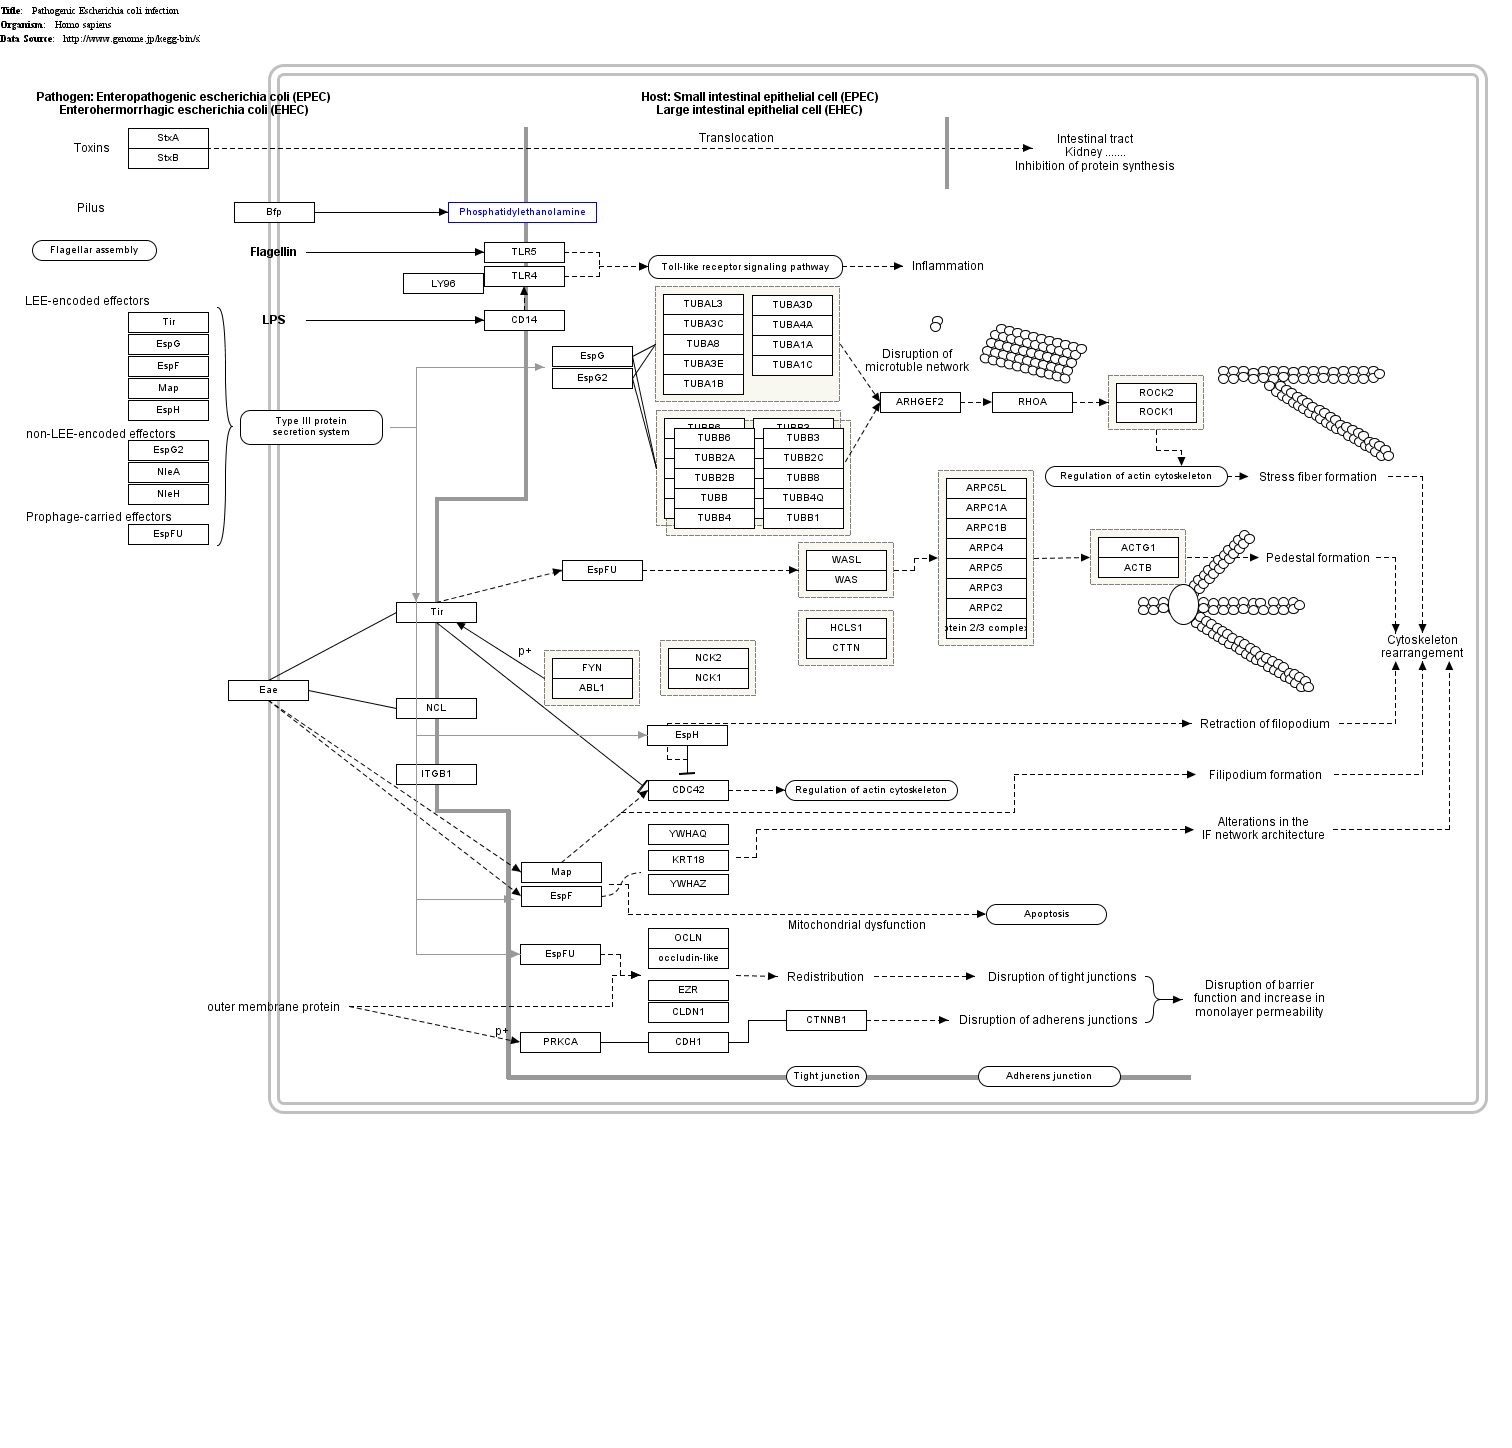 Title: Pathogenic Escherichia coli infection
Organism: Homo sapiens
Data Source: http://www.genome.jp/kegg-bin/s
Pathogen: Enteropathogenic escherichia coli (EPEC)
Enterohermorrhagic escherichia coli (EHEC)
Host: Small intestinal epithelial cell (EPEC)
Large intestinal epithelial cell (EHEC)
Toxins
StxA
StxB
Translocation
Intestinal tract
Kidney .......
Inhibition of protein synthesis
Pilus
Bfp
Phosphatidylethanolamine
Flagellar assembly
Flagellin
TLR5
TLR4
LY96
Toll-like receptor signaling pathway
Inflammation
LPS
CD14
LEE-encoded effectors
Tir
EspG
EspF
Map
EspH
non-LEE-encoded effectors
EspG2
NleA
NleH
Prophage-carried effectors
EspFU
Type III protein
secretion system
EspG
EspG2
TUBAL3
TUBA3C
TUBA8
TUBA3E
TUBA1B
TUBA3D
TUBA4A
TUBA1A
TUBA1C
TUBB6
TUBB3
TUBB6
TUBB2A
TUBB2B
TUBB
TUBB4
TUBB3
TUBB2C
TUBB8
TUBB4Q
TUBB1
Disruption of
microtuble network
ARHGEF2
RHOA
ROCK2
ROCK1
Regulation of actin cytoskeleton
Stress fiber formation
EspFU
WASL
WAS
HCLS1
CTTN
ARPC5L
ARPC1A
ARPC1B
ARPC4
ARPC5
ARPC3
ARPC2
otein 2/3 complex
ACTG1
ACTB
Pedestal formation
Cytoskeleton
rearrangement
Tir
p+
FYN
ABL1
NCK2
NCK1
Eae
NCL
ITGB1
EspH
Retraction of filopodium
CDC42
Regulation of actin cytoskeleton
Filipodium formation
YWHAQ
KRT18
YWHAZ
Alterations in the
IF network architecture
Map
EspF
Mitochondrial dysfunction
Apoptosis
EspFU
OCLN
occludin-like
EZR
CLDN1
Redistribution
Disruption of tight junctions
Disruption of barrier
function and increase in
monolayer permeability
outer membrane protein
p+
PRKCA
CDH1
CTNNB1
Disruption of adherens junctions
Tight junction
Adherens junction